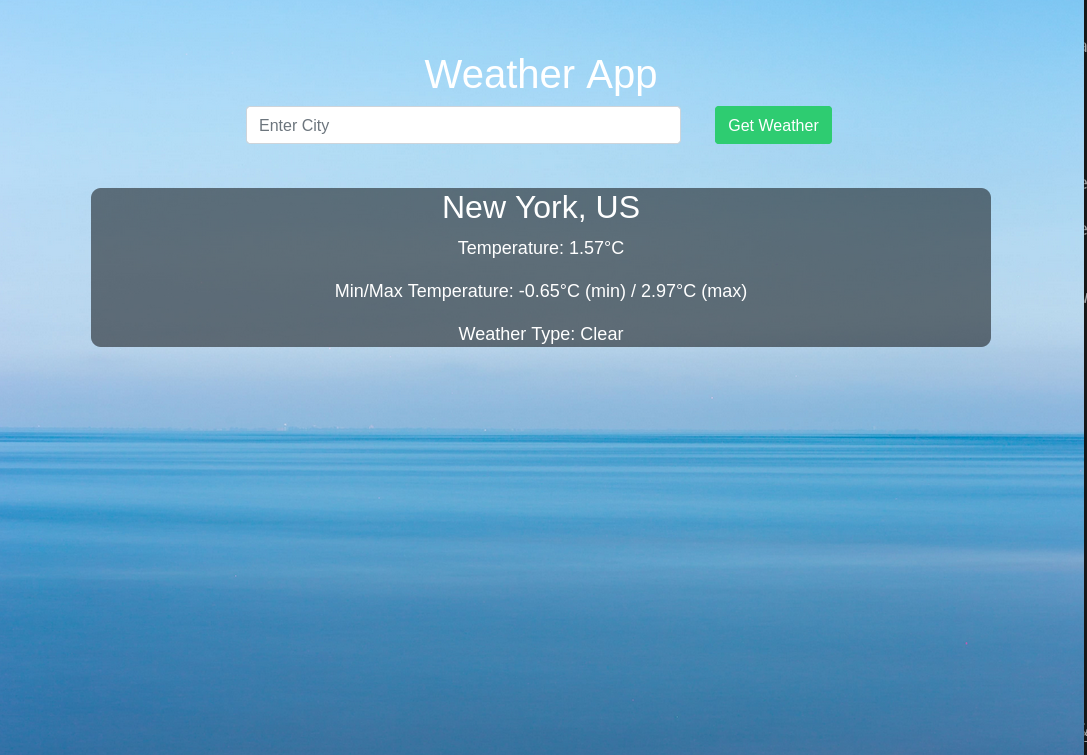 Weather App
Enter City
Get Weather
New York, US
Temperature: 1.57°C
Min/Max Temperature: -0.65°C (min) / 2.97°C (max)
Weather Type: Clear